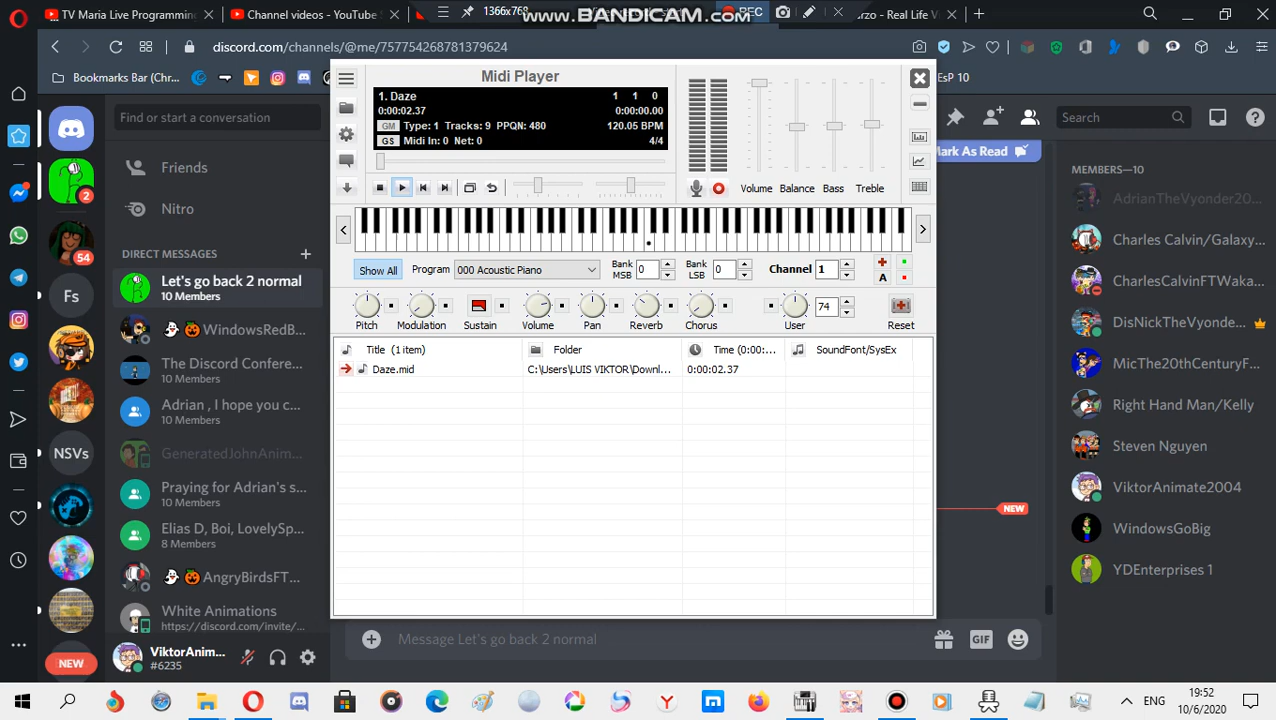 TV Maria Live Programmin
Channel videos - YouTube S
1366x768
www.BANDICAM.com
REC
arzo - Real Life V
discord.com/channels/@me/757754268781379624
Bookmarks Bar (Chr...
EsP 10
Find or start a conversation
Friends
Nitro
DIRECT MESSAGES
Let's go back 2 normal
10 Members
WindowsRedB...
The Discord Confere...
10 Members
Adrian , I hope you c...
10 Members
GeneratedJohnAnim...
Praying for Adrian's s...
10 Members
Elias D, Boi, LovelySp...
8 Members
AngryBirdsFT...
White Animations
https://discord.com/invite/...
ViktorAnim...
#6235
2
54
Fs
NSVs
NEW
Midi Player
1. Daze
1 1 0
0:00:02.37
0:00:00.00
GM Type: 1 Tracks: 9 PPQN: 480
120.05 BPM
GS Midi In: 0 Net: 0
4/4
Volume Balance Bass Treble
Show All
Program
000 Acoustic Piano
Bank MSB
0
Bank LSB
0
Channel
1
A
Pitch
Modulation
Sustain
Volume
Pan
Reverb
Chorus
User
74
Reset
Title (1 item)
Folder
Time (0:00:...
SoundFont/SysEx
Daze.mid
C:\Users\LUIS VIKTOR\Downl...
0:00:02.37
Mark As Read
NEW
Message Let's go back 2 normal
GIF
Search
MEMBERS—10
AdrianTheVyonder20...
Charles Calvin/Galaxy...
CharlesCalvinFTWaka...
DisNickTheVyonde...
MicThe20thCenturyF...
Right Hand Man/Kelly
Steven Nguyen
ViktorAnimate2004
WindowsGoBig
YDEnterprises 1
ENG
19:52
10/6/2020